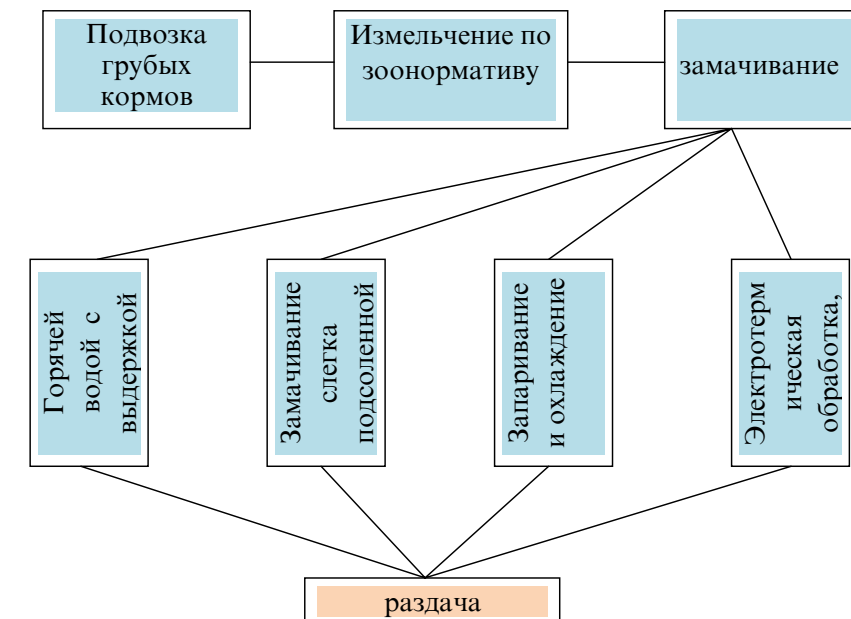 Подвозка
грубых
кормов
Измельчение по
зоонормативу
замачивание
Горячей
водой с
выдержкой
Замачивание
слегка
подсоленной
Запаривание
и охлаждение
Электротерм
ическая
обработка,
раздача